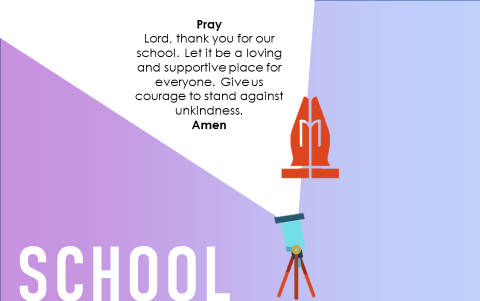 Pray
Lord, thank you for our
school. Let it be a loving
and supportive place for
everyone. Give us
courage to stand against
unkindness.
Amen
SCHOOL